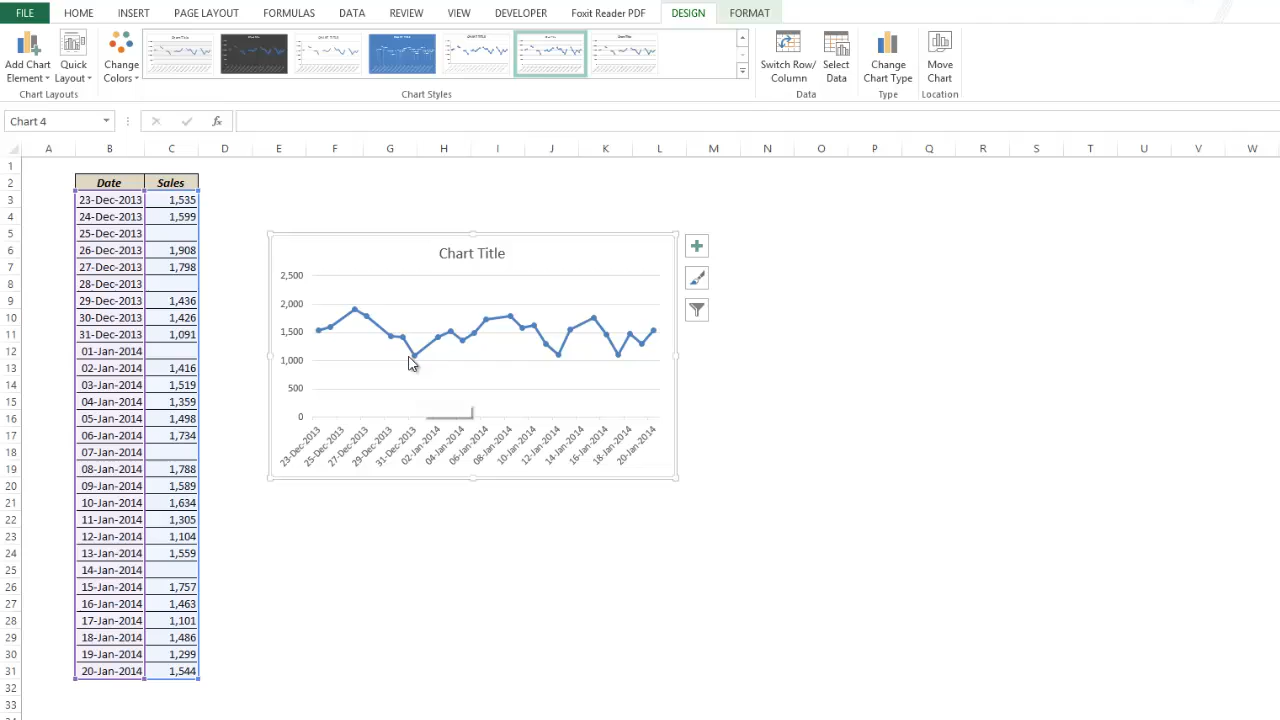 FILE HOME INSERT PAGE LAYOUT FORMULAS DATA REVIEW VIEW DEVELOPER Foxit Reader PDF DESIGN FORMAT
Add Chart Element
Quick Layout
Change Colors
Switch Row/ Column
Select Data
Change Chart Type
Move Chart
Chart Layouts Chart Styles Data Type Location
Chart 4 fx
A B C D E F G H I J K L M N O P Q R S T U V W
1
2 Date Sales
3 23-Dec-2013 1,535
4 24-Dec-2013 1,599
5 25-Dec-2013
6 26-Dec-2013 1,908
7 27-Dec-2013 1,798
8 28-Dec-2013
9 29-Dec-2013 1,436
10 30-Dec-2013 1,426
11 31-Dec-2013 1,091
12 01-Jan-2014
13 02-Jan-2014 1,416
14 03-Jan-2014 1,519
15 04-Jan-2014 1,359
16 05-Jan-2014 1,498
17 06-Jan-2014 1,734
18 07-Jan-2014
19 08-Jan-2014 1,788
20 09-Jan-2014 1,589
21 10-Jan-2014 1,634
22 11-Jan-2014 1,305
23 12-Jan-2014 1,104
24 13-Jan-2014 1,559
25 14-Jan-2014
26 15-Jan-2014 1,757
27 16-Jan-2014 1,463
28 17-Jan-2014 1,101
29 18-Jan-2014 1,486
30 19-Jan-2014 1,299
31 20-Jan-2014 1,544
32
33
Chart Title
2,500
2,000
1,500
1,000
500
0
23-Dec-2013 25-Dec-2013 27-Dec-2013 29-Dec-2013 31-Dec-2013 02-Jan-2014 04-Jan-2014 06-Jan-2014 08-Jan-2014 10-Jan-2014 12-Jan-2014 14-Jan-2014 16-Jan-2014 18-Jan-2014 20-Jan-2014